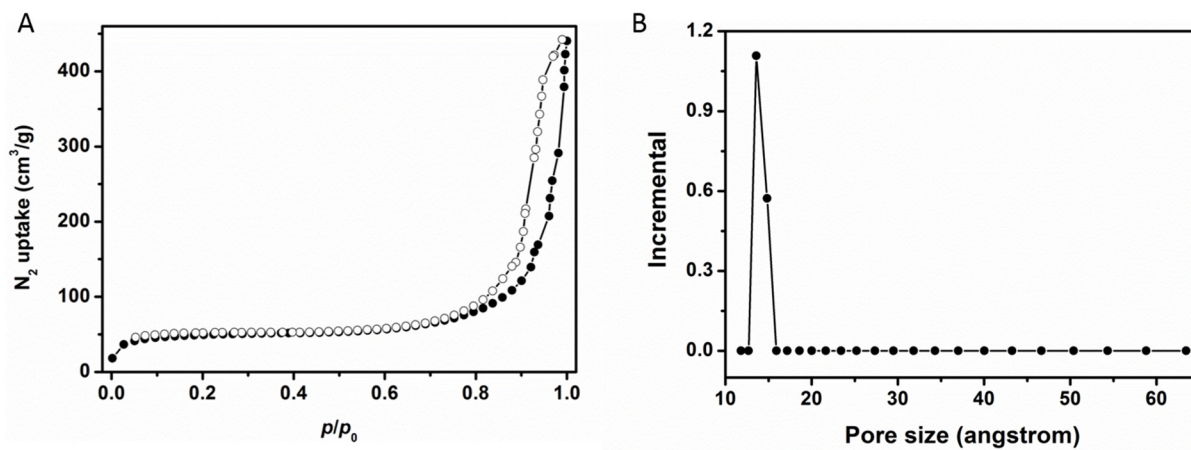 A
N₂ uptake (cm³/g)
400
300
200
100
0
0.0 0.2 0.4 0.6 0.8 1.0
p/p₀
B
Incremental
1.2
0.9
0.6
0.3
0.0
10 20 30 40 50 60
Pore size (angstrom)